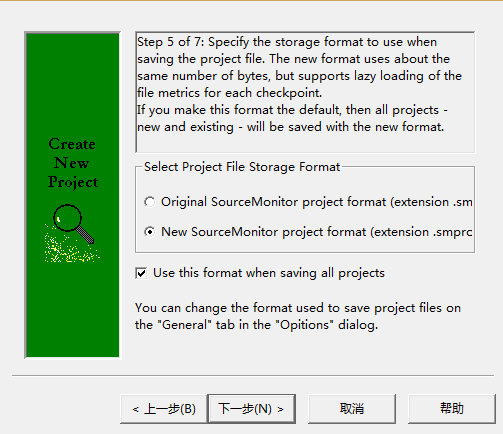 Create
New
Project
Step 5 of 7: Specify the storage format to use when
saving the project file. The new format uses about the
same number of bytes, but supports lazy loading of the
file metrics for each checkpoint.
If you make this format the default, then all projects -
new and existing - will be saved with the new format.
Select Project File Storage Format
Original SourceMonitor project format (extension .sm
New SourceMonitor project format (extension .smprc
Use this format when saving all projects
You can change the format used to save project files on
the "General" tab in the "Opitions" dialog.
< 上一步(B)
下一步(N) >
取消
帮助